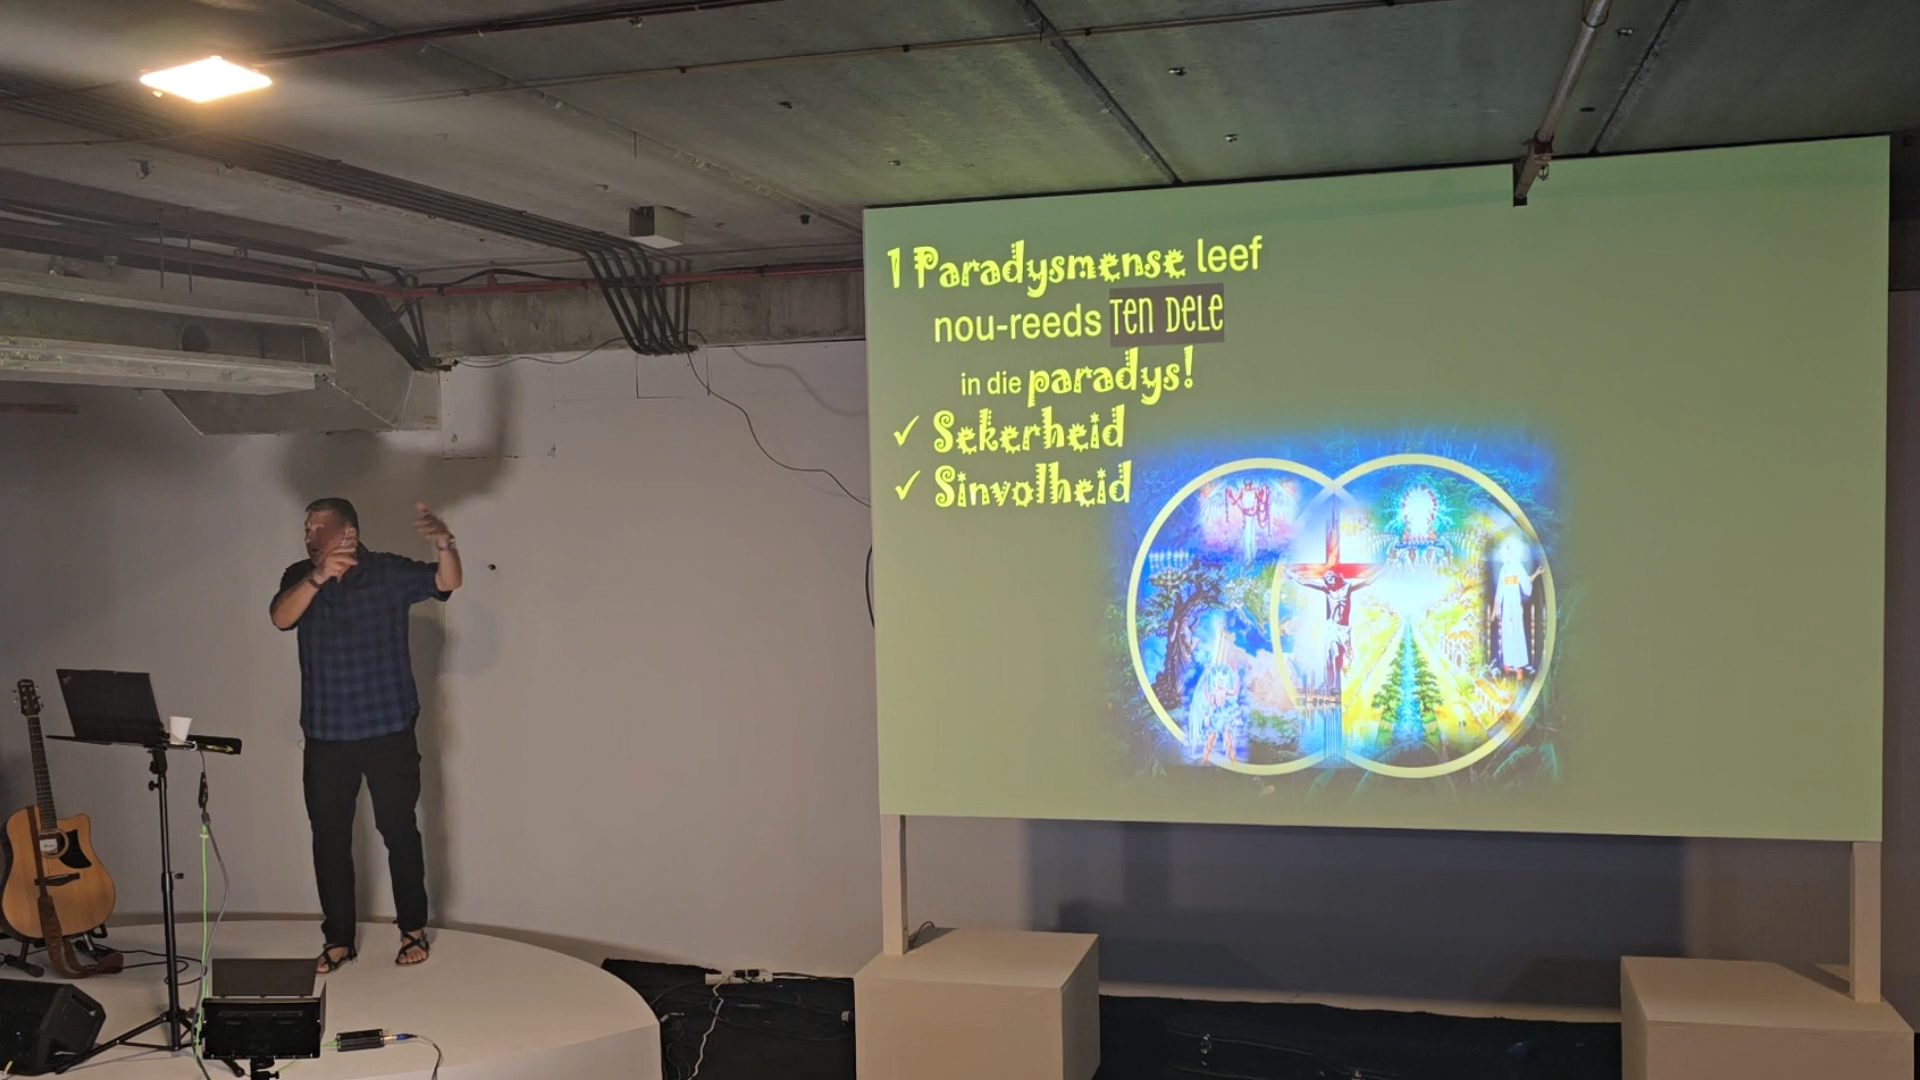 1 Paradysmense leef
nou-reeds TEN DELE
in die paradys!
✓ Sekerheid
✓ Sinvolheid